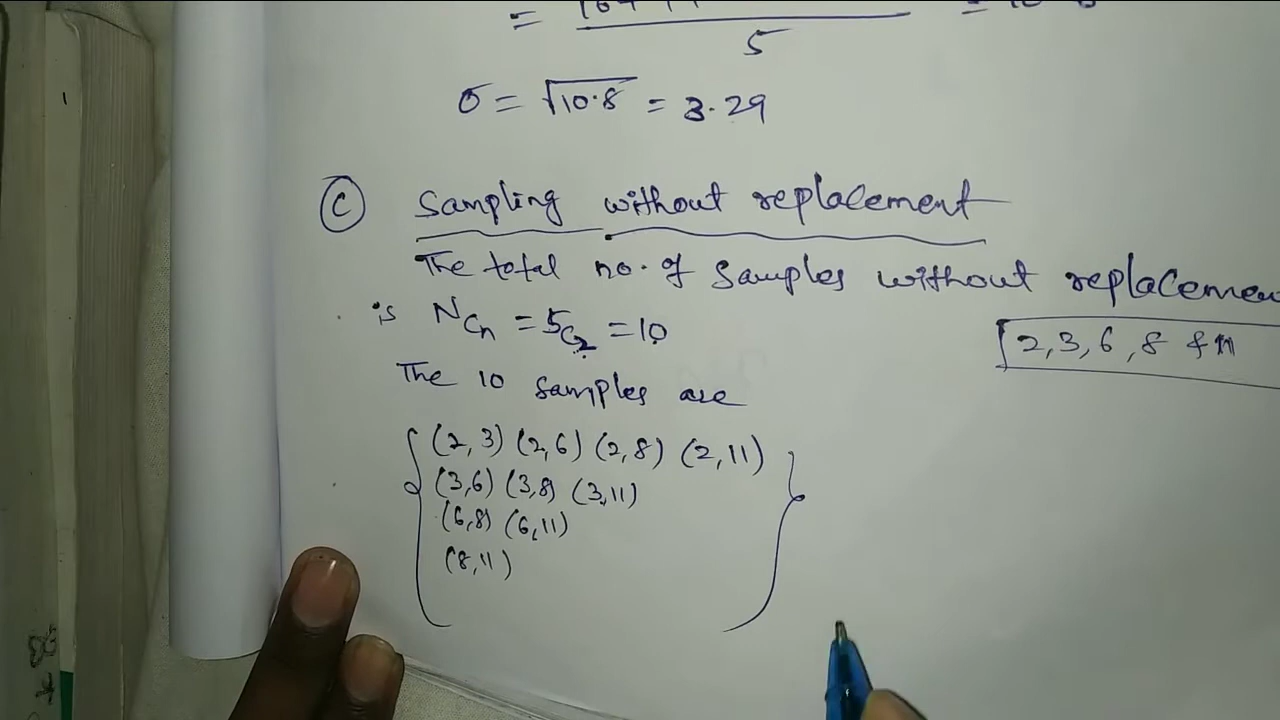 =
5
σ = √10.8 = 3.29
(C) Sampling without replacement
The total no. of Samples without replacemen
is NCn = 5C2 = 10
2, 3, 6, 8 & 11
The 10 samples are
(2, 3) (2, 6) (2, 8) (2, 11)
(3,6) (3,8) (3,11)
(6,8) (6,11)
(8,11)